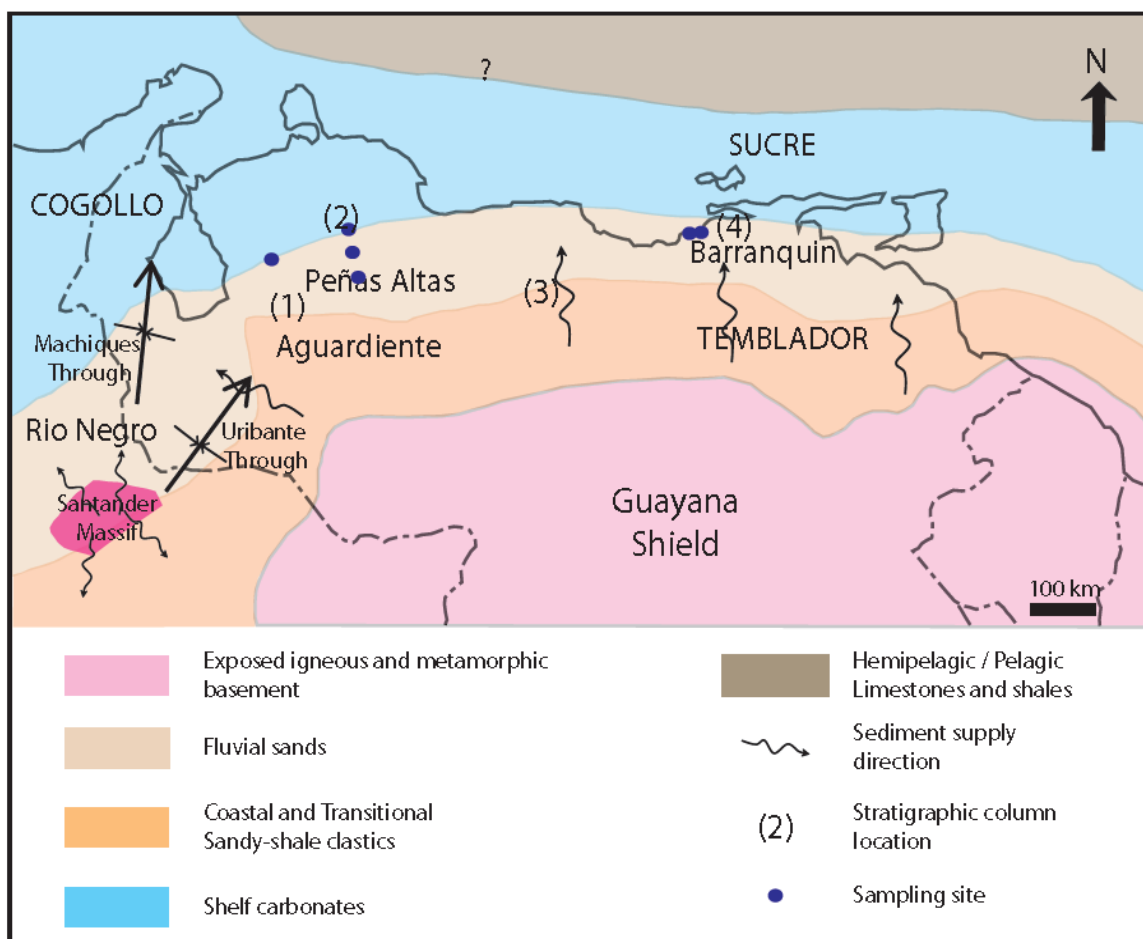 ?
N
SUCRE
COGOLLO
(2)
(4)
Barranquin
Peñas Altas
(1)
(3)
Aguardiente
TEMBLADOR
Machiques
Through
Rio Negro
Uribante
Through
Santander
Massif
Guayana
Shield
100 km
Exposed igneous and metamorphic
basement
Fluvial sands
Coastal and Transitional
Sandy-shale clastics
Shelf carbonates
Hemipelagic / Pelagic
Limestones and shales
Sediment supply
direction
(2)
Stratigraphic column
location
Sampling site